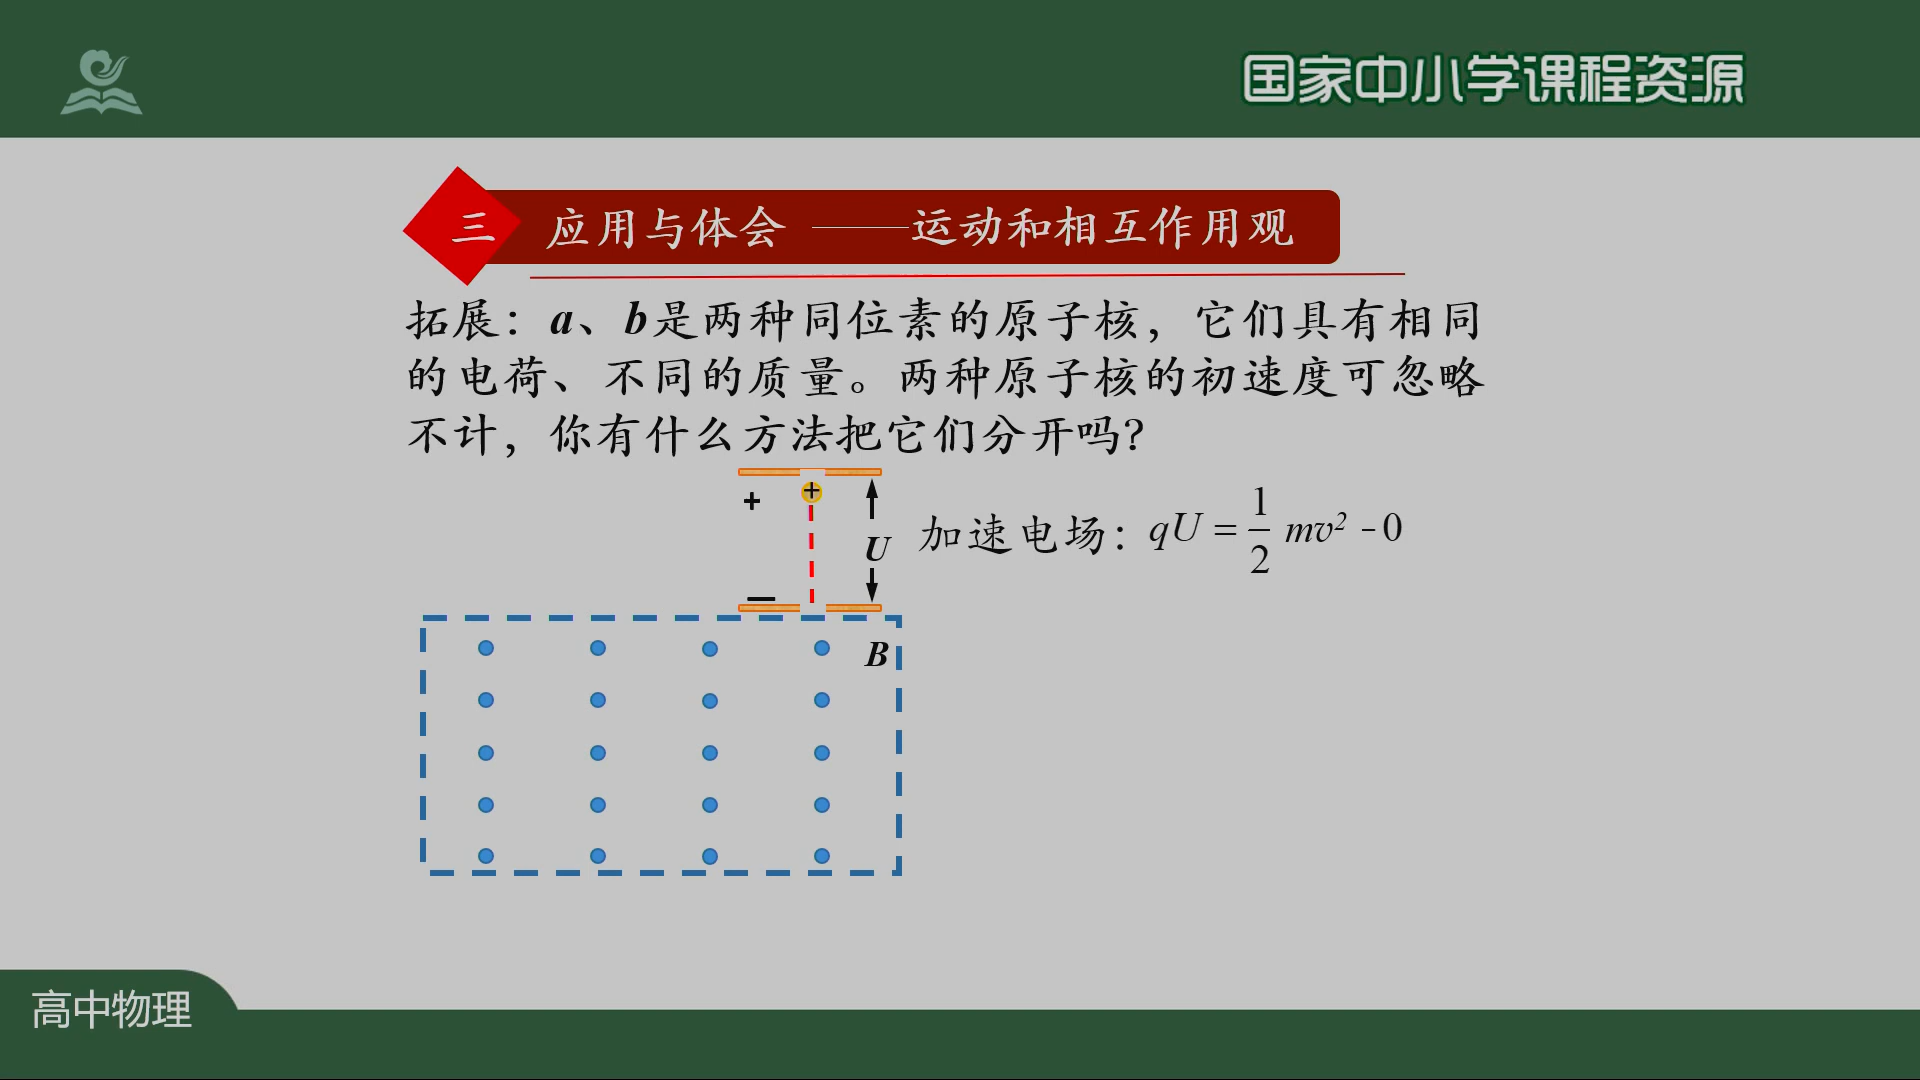 国家中小学课程资源
三 应用与体会 ——运动和相互作用观
拓展：a、b是两种同位素的原子核，它们具有相同
的电荷、不同的质量。两种原子核的初速度可忽略
不计，你有什么方法把它们分开吗？
+
+
U
加速电场：qU = 1/2 mv² - 0
—
B
高中物理